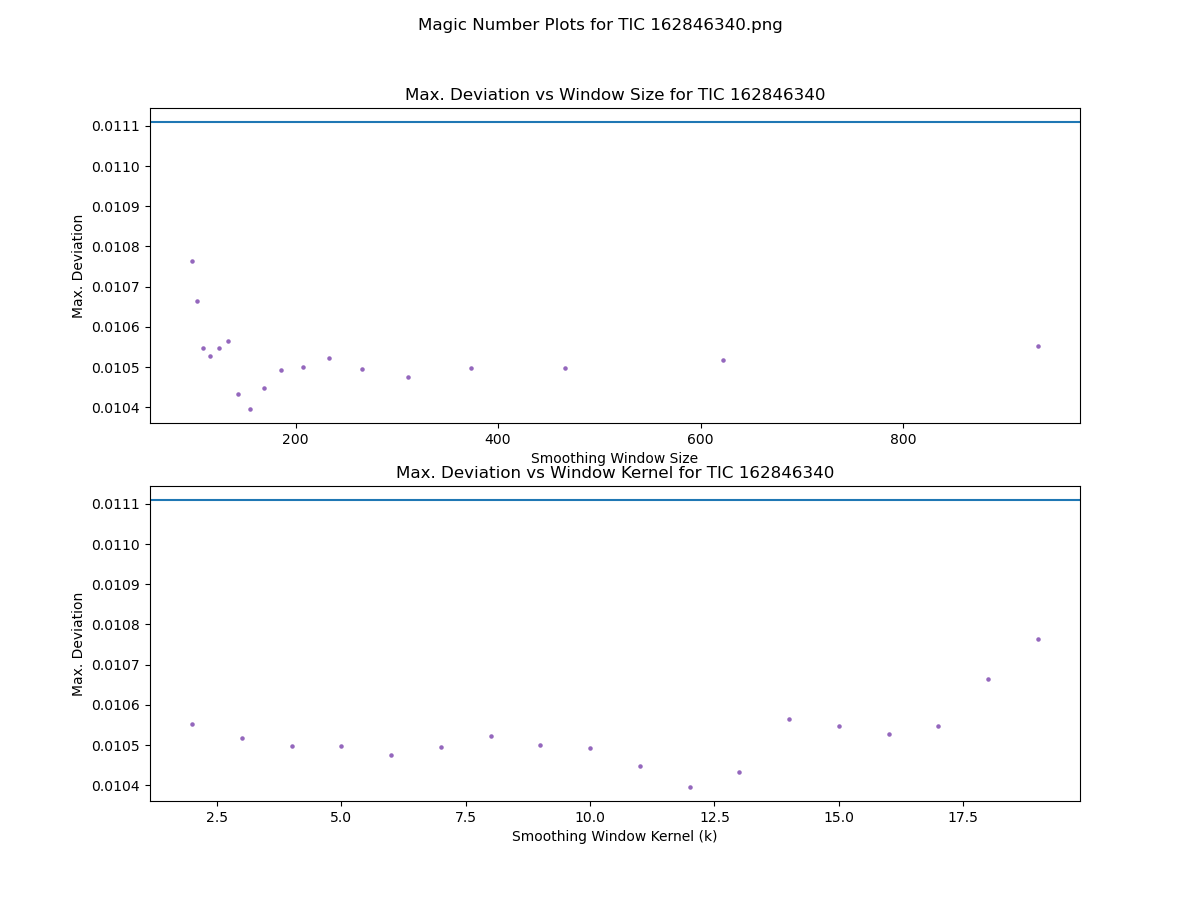 Magic Number Plots for TIC 162846340.png
Max. Deviation vs Window Size for TIC 162846340
0.0111
0.0110
0.0109
0.0108
0.0107
0.0106
0.0105
0.0104
Max. Deviation
200 400 600 800
Smoothing Window Size
Max. Deviation vs Window Kernel for TIC 162846340
0.0111
0.0110
0.0109
0.0108
0.0107
0.0106
0.0105
0.0104
Max. Deviation
2.5 5.0 7.5 10.0 12.5 15.0 17.5
Smoothing Window Kernel (k)